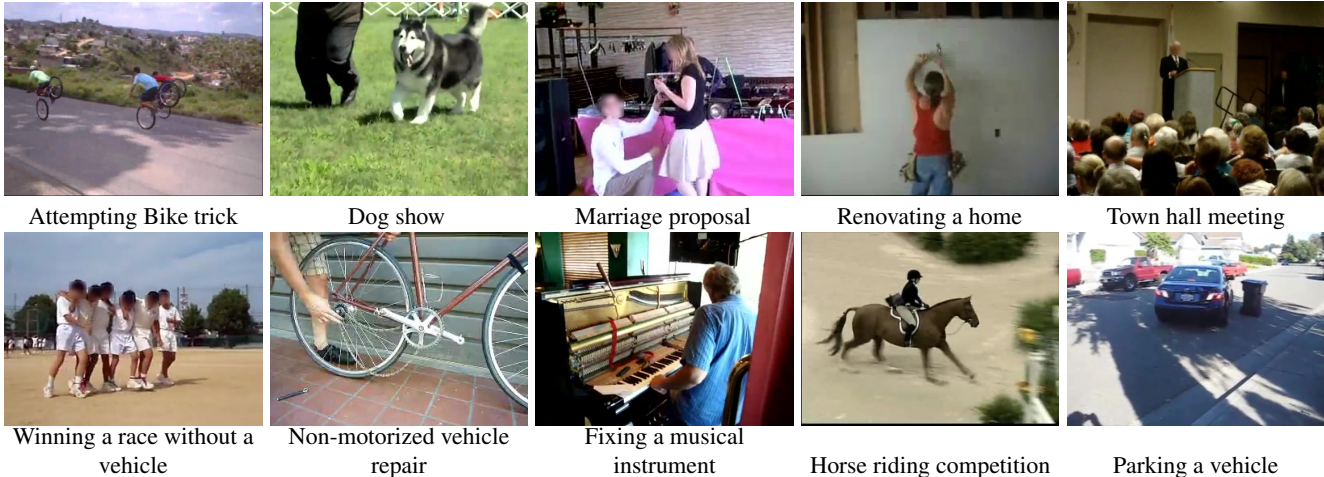 Attempting Bike trick
Dog show
Marriage proposal
Renovating a home
Town hall meeting
Winning a race without a
vehicle
Non-motorized vehicle
repair
Fixing a musical
instrument
Horse riding competition
Parking a vehicle